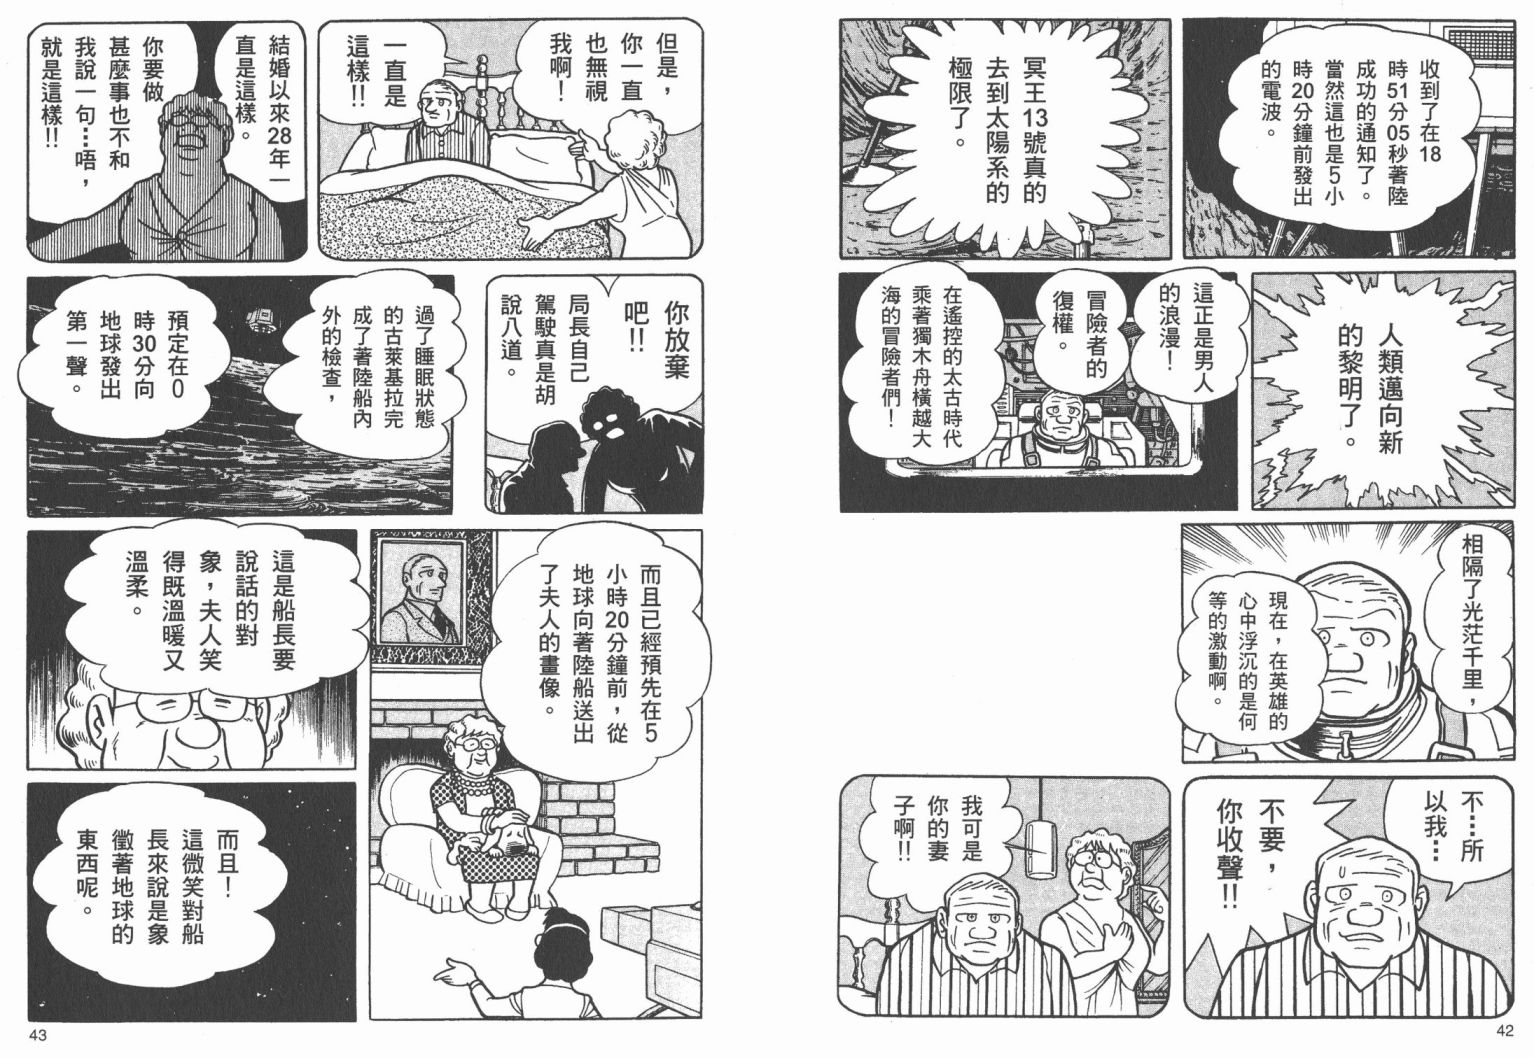 收到了在18
時51分05秒著陸
成功的通知了。
當然這也是5小
時20分鐘前發出
的電波。
冥王13號真的
去到太陽系的
極限了。
人類邁向新
的黎明了。
這正是男人
的浪漫！
冒險者的
復權。
在遙控的太古時代
乘著獨木舟橫越大
海的冒險者們！
相隔了光茫千里，
現在，在英雄的
心中浮沉的是何
等的激動啊。
不…所
以我…
不要，
你收聲!!
我可是
你的妻
子啊!!
42
但是，
你一直
也無視
我啊！
一直是
這樣!!
結婚以來28年一
直是這樣。
你要做
甚麼事也不和
我說一句…唔，
就是這樣!!
你放棄
吧!!
局長自己
駕駛真是胡
說八道。
過了睡眠狀態
的古萊基拉完
成了著陸船內
外的檢查，
預定在0
時30分向
地球發出
第一聲。
而且已經預先在5
小時20分鐘前，從
地球向著陸船送出
了夫人的畫像。
這是船長要
說話的對
象，夫人笑
得既溫暖又
溫柔。
而且！
這微笑對船
長來說是象
徵著地球的
東西呢。
43